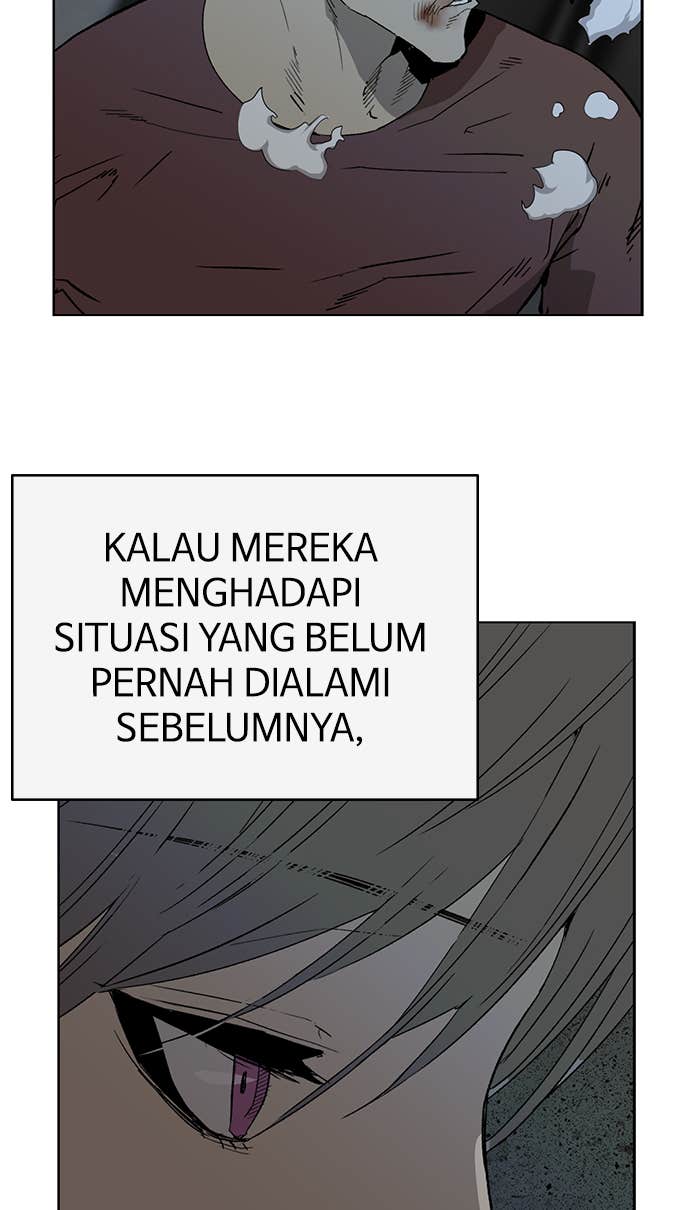 KALAU MEREKA
MENGHADAPI
SITUASI YANG BELUM
PERNAH DIALAMI
SEBELUMNYA,